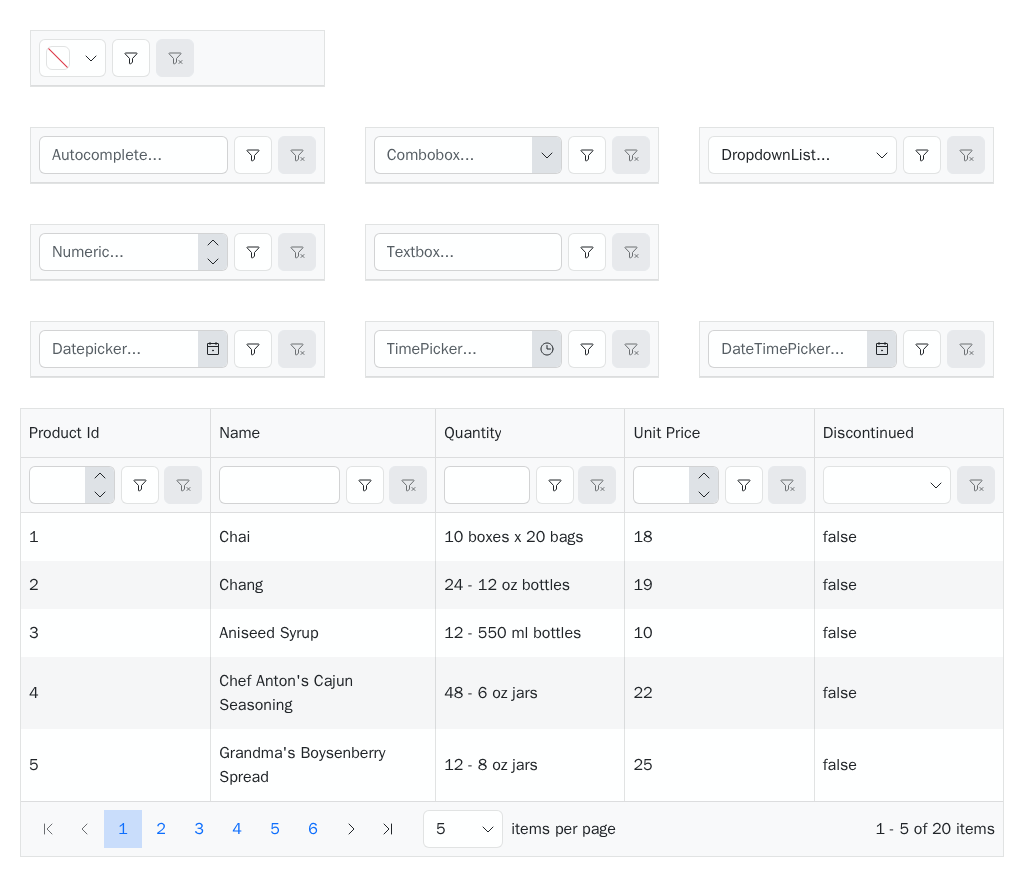 Autocomplete... Combobox... DropdownList...
Numeric... Textbox...
Datepicker... TimePicker... DateTimePicker...
Product Id Name Quantity Unit Price Discontinued
1 Chai 10 boxes x 20 bags 18 false
2 Chang 24 - 12 oz bottles 19 false
3 Aniseed Syrup 12 - 550 ml bottles 10 false
4 Chef Anton's Cajun Seasoning 48 - 6 oz jars 22 false
5 Grandma's Boysenberry Spread 12 - 8 oz jars 25 false
1 2 3 4 5 6 5 items per page 1 - 5 of 20 items